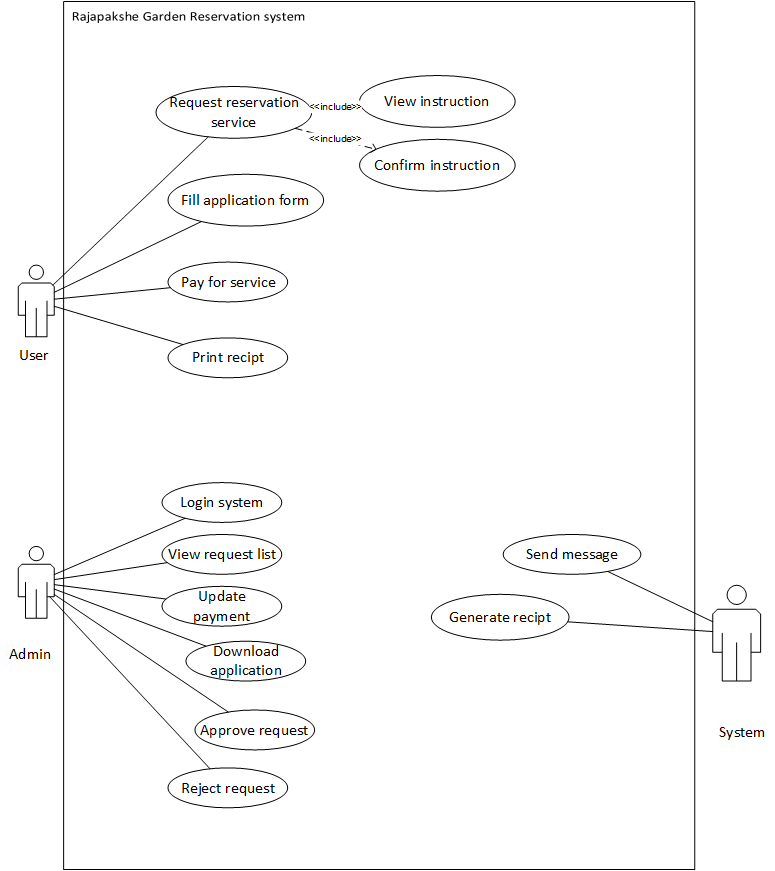 Rajapakshe Garden Reservation system
Request reservation
service
<<include>>
View instruction
<<include>>
Confirm instruction
Fill application form
Pay for service
Print recipt
User
Login system
View request list
Update
payment
Download
application
Approve request
Reject request
Admin
Send message
Generate recipt
System